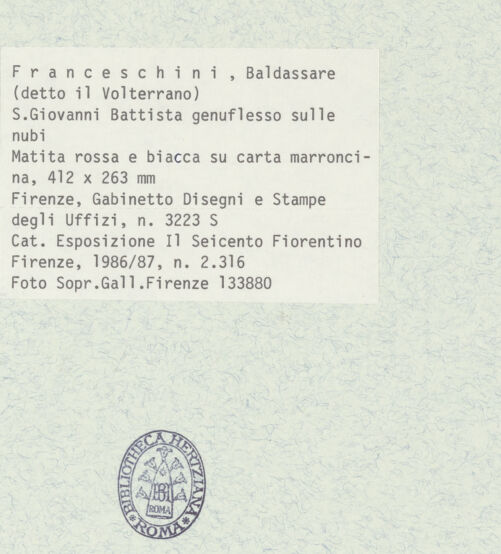 Franceschini, Baldassare
(detto il Volterrano)
S.Giovanni Battista genuflesso sulle
nubi
Matita rossa e biacca su carta marronci-
na, 412 x 263 mm
Firenze, Gabinetto Disegni e Stampe
degli Uffizi, n. 3223 S
Cat. Esposizione Il Seicento Fiorentino
Firenze, 1986/87, n. 2.316
Foto Sopr.Gall.Firenze 133880
BIBLIOTHECA HERTZIANA
ROMA
ROMA